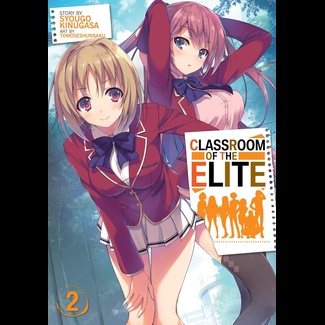 STORY BY
SYOUGO
KINUGASA
ART BY
TOMOSESHUNSAKU
CLASSROOM
OF THE
ELITE
2